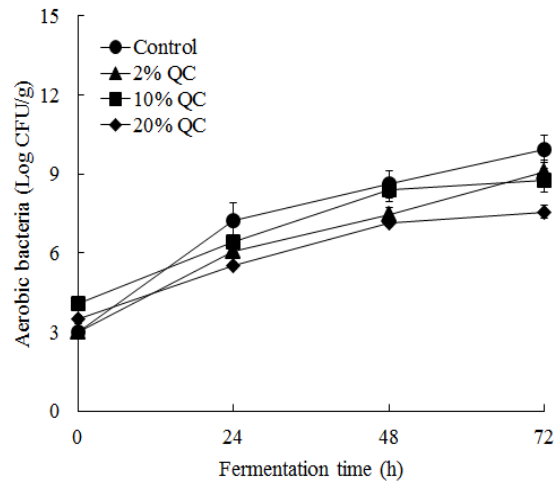 15
12
9
6
3
0
Aerobic bacteria (Log CFU/g)
Control
2% QC
10% QC
20% QC
0 24 48 72
Fermentation time (h)